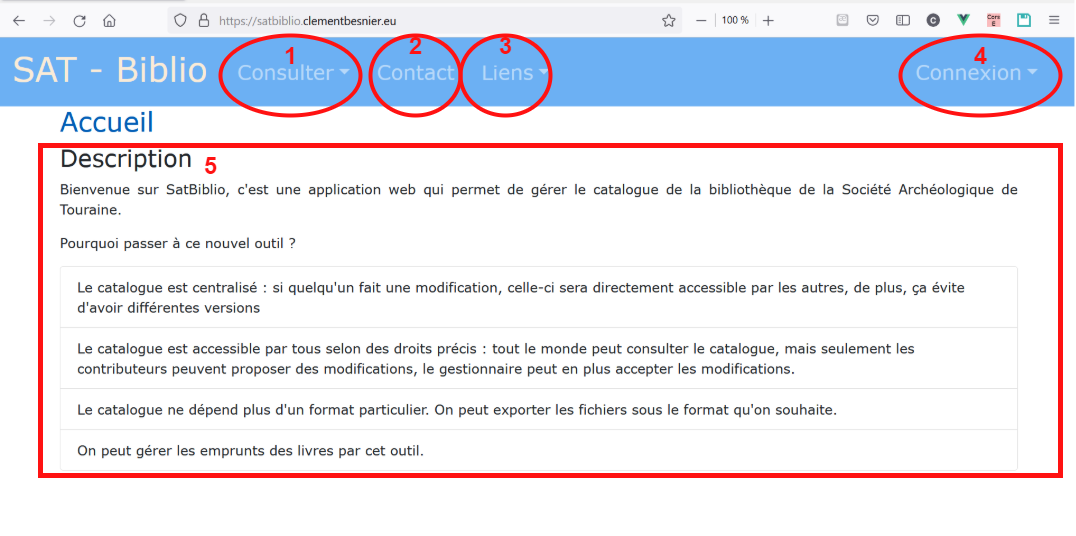 https://satbiblio.clementbesnier.eu
100 %
SAT - Biblio
1
Consulter
2
Contact
3
Liens
4
Connexion
Accueil
Description
5
Bienvenue sur SatBiblio, c'est une application web qui permet de gérer le catalogue de la bibliothèque de la Société Archéologique de
Touraine.
Pourquoi passer à ce nouvel outil ?
Le catalogue est centralisé : si quelqu'un fait une modification, celle-ci sera directement accessible par les autres, de plus, ça évite
d'avoir différentes versions
Le catalogue est accessible par tous selon des droits précis : tout le monde peut consulter le catalogue, mais seulement les
contributeurs peuvent proposer des modifications, le gestionnaire peut en plus accepter les modifications.
Le catalogue ne dépend plus d'un format particulier. On peut exporter les fichiers sous le format qu'on souhaite.
On peut gérer les emprunts des livres par cet outil.